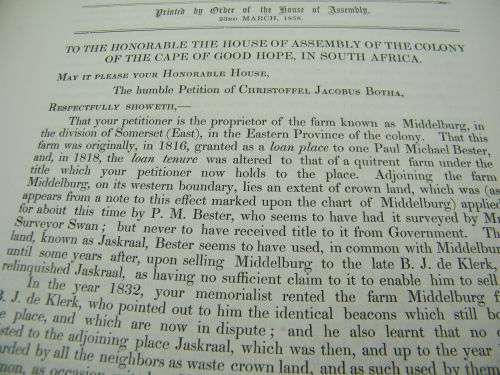 Printed by Order of the House of Assembly.
23RD MARCH, 1858.
TO THE HONORABLE THE HOUSE OF ASSEMBLY OF THE COLONY
OF THE CAPE OF GOOD HOPE, IN SOUTH AFRICA.
MAY IT PLEASE YOUR HONORABLE HOUSE,
The humble Petition of CHRISTOFFEL JACOBUS BOTHA,
RESPECTFULLY SHOWETH,—
That your petitioner is the proprietor of the farm known as Middelburg, in
the division of Somerset (East), in the Eastern Province of the colony. That this
farm was originally, in 1816, granted as a loan place to one Paul Michael Bester,
and, in 1818, the loan tenure was altered to that of a quitrent farm under the
title which your petitioner now holds to the place. Adjoining the farm
Middelburg, on its western boundary, lies an extent of crown land, which was (as
appears from a note to this effect marked upon the chart of Middelburg) applied
for about this time by P. M. Bester, who seems to have had it surveyed by Mr.
Surveyor Swan; but never to have received title to it from Government. The
land, known as Jaskraal, Bester seems to have used, in common with Middelbur
until some years after, upon selling Middelburg to the late B. J. de Klerk,
relinquished Jaskraal, as having no sufficient claim to it to enable him to sell
In the year 1832, your memorialist rented the farm Middelburg f
B. J. de Klerk, who pointed out to him the identical beacons which still bo
e place, and which are now in dispute; and he also learnt that no c
sted to the adjoining place Jaskraal, which was then, and up to the year
arded by all the neighbors as waste crown land, and as such used by them
mon, as occasion